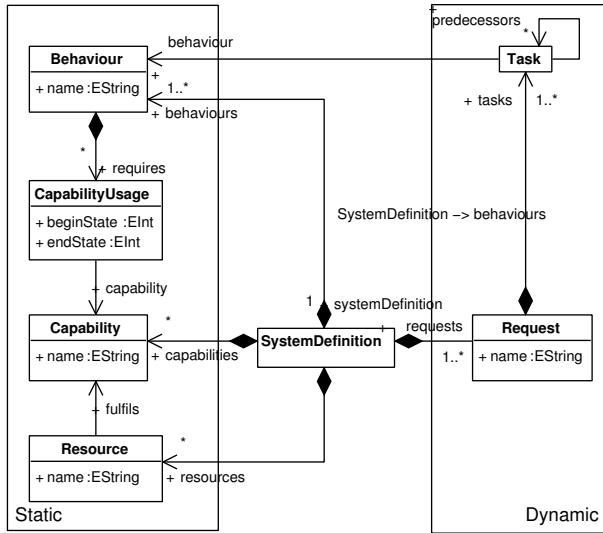 +
predecessors
*
behaviour
Behaviour
+ name :EString
Task
+
1..*
+ behaviours
+ tasks
1..*
*
+ requires
CapabilityUsage
+ beginState :EInt
+ endState :EInt
SystemDefinition −> behaviours
+ capability
1
systemDefinition
Capability
+ name :EString
*
+ capabilities
SystemDefinition
+ requests
1..*
Request
+ name :EString
+ fulfils
Resource
+ name :EString
*
+ resources
Static
Dynamic